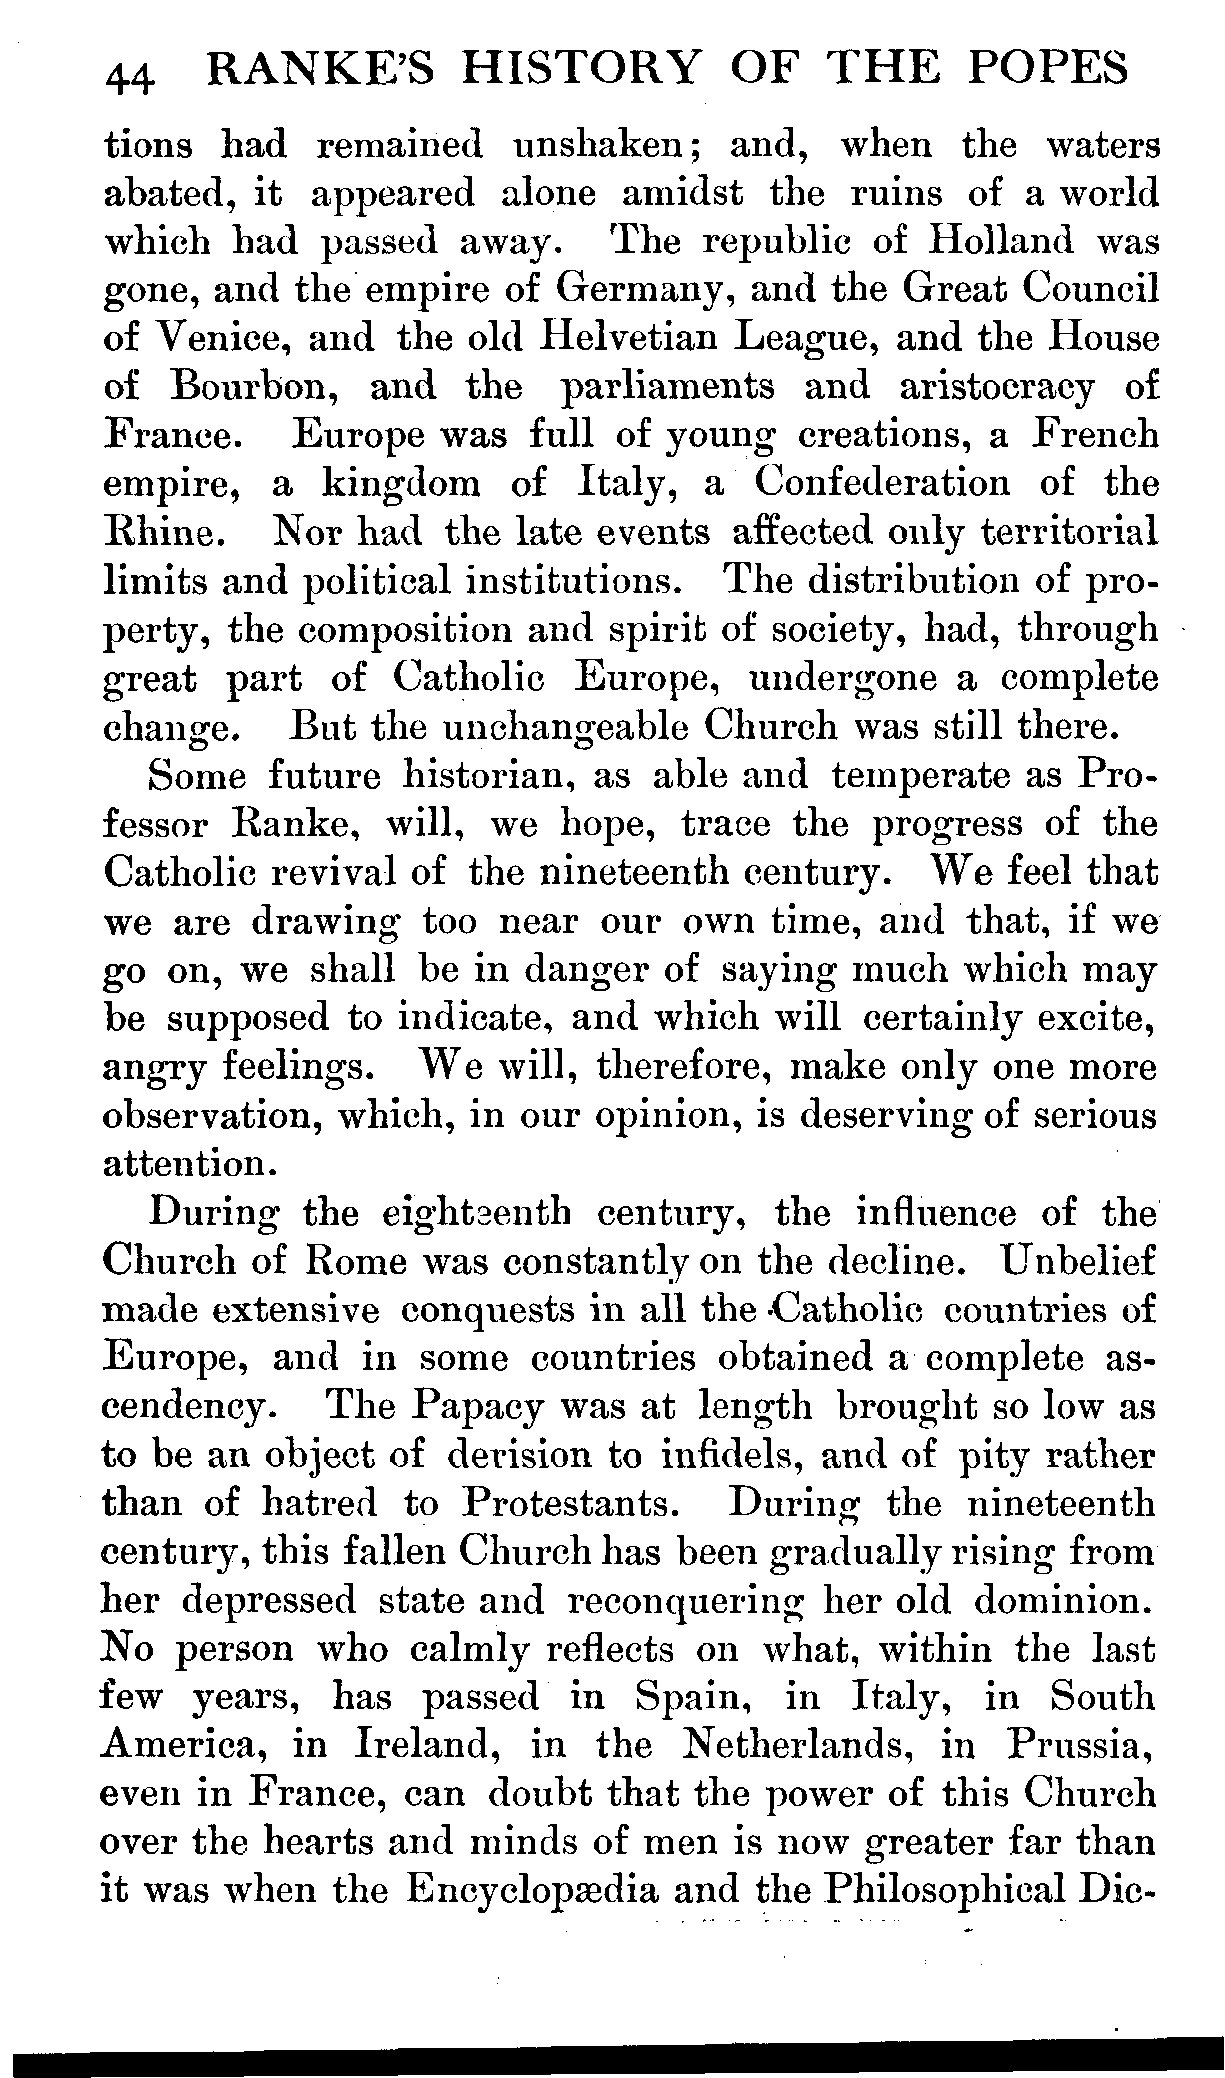 44 RANKE'S HISTORY OF THE POPES
tions had remained unshaken; and, when the waters
abated, it appeared alone amidst the ruins of a world
which had passed away. The republic of Holland was
gone, and the empire of Germany, and the Great Council
of Venice, and the old Helvetian League, and the House
of Bourbon, and the parliaments and aristocracy of
France. Europe was full of young creations, a French
empire, a kingdom of Italy, a Confederation of the
Rhine. Nor had the late events affected only territorial
limits and political institutions. The distribution of pro-
perty, the composition and spirit of society, had, through
great part of Catholic Europe, undergone a complete
change. But the unchangeable Church was still there.
Some future historian, as able and temperate as Pro-
fessor Ranke, will, we hope, trace the progress of the
Catholic revival of the nineteenth century. We feel that
we are drawing too near our own time, and that, if we
go on, we shall be in danger of saying much which may
be supposed to indicate, and which will certainly excite,
angry feelings. We will, therefore, make only one more
observation, which, in our opinion, is deserving of serious
attention.
During the eighteenth century, the influence of the
Church of Rome was constantly on the decline. Unbelief
made extensive conquests in all the Catholic countries of
Europe, and in some countries obtained a complete as-
cendency. The Papacy was at length brought so low as
to be an object of derision to infidels, and of pity rather
than of hatred to Protestants. During the nineteenth
century, this fallen Church has been gradually rising from
her depressed state and reconquering her old dominion.
No person who calmly reflects on what, within the last
few years, has passed in Spain, in Italy, in South
America, in Ireland, in the Netherlands, in Prussia,
even in France, can doubt that the power of this Church
over the hearts and minds of men is now greater far than
it was when the Encyclopædia and the Philosophical Dic-